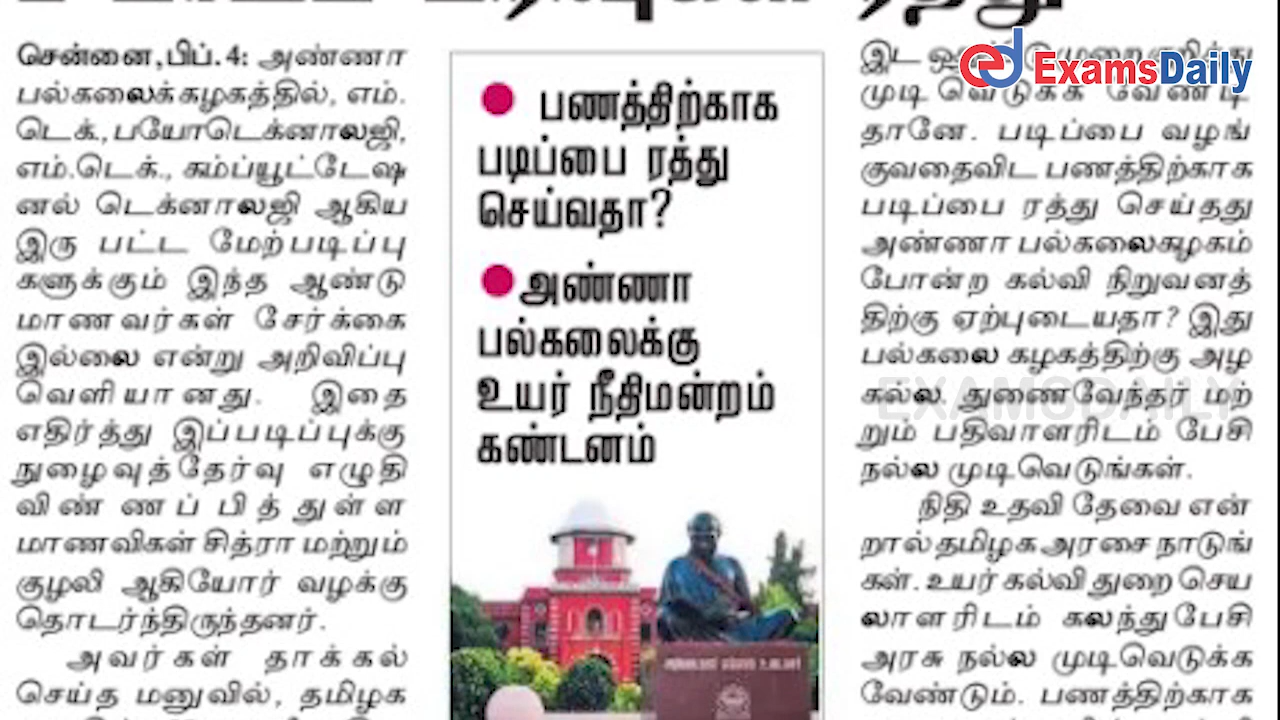 சென்னை, பிப். 4: அண்ணா
பல்கலைக்கழகத்தில், எம்.
டெக்., பயோடெக்னாலஜி,
எம்.டெக்., கம்ப்யூட்டேஷ
னல் டெக்னாலஜி ஆகிய
இரு பட்ட மேற்படிப்பு
களுக்கும் இந்த ஆண்டு
மாணவர்கள் சேர்க்கை
இல்லை என்று அறிவிப்பு
வெளியானது. இதை
எதிர்த்து இப்படிப்புக்கு
நுழைவுத்தேர்வு எழுதி
விண்ணப்பித்துள்ள
மாணவிகள் சித்ரா மற்றும்
குழலி ஆகியோர் வழக்கு
தொடர்ந்திருந்தனர்.
அவர்கள் தாக்கல்
செய்த மனுவில், தமிழக
● பணத்திற்காக
படிப்பை ரத்து
செய்வதா?
● அண்ணா
பல்கலைக்கு
உயர் நீதிமன்றம்
கண்டனம்
இட
முடிவெடுக்க வேண்டி
தானே. படிப்பை வழங்
குவதைவிட பணத்திற்காக
படிப்பை ரத்து செய்தது
அண்ணா பல்கலைகழகம்
போன்ற கல்வி நிறுவனத்
திற்கு ஏற்புடையதா? இது
பல்கலை கழகத்திற்கு அழ
கல்ல. துணைவேந்தர் மற்
றும் பதிவாளரிடம் பேசி
நல்ல முடிவெடுங்கள்.
நிதி உதவி தேவை என்
றால் தமிழக அரசை நாடுங்
கள். உயர் கல்வி துறை செய
லாளரிடம் கலந்து பேசி
அரசு நல்ல முடிவெடுக்க
வேண்டும். பணத்திற்காக
ExamsDaily
EXAMSDAILY